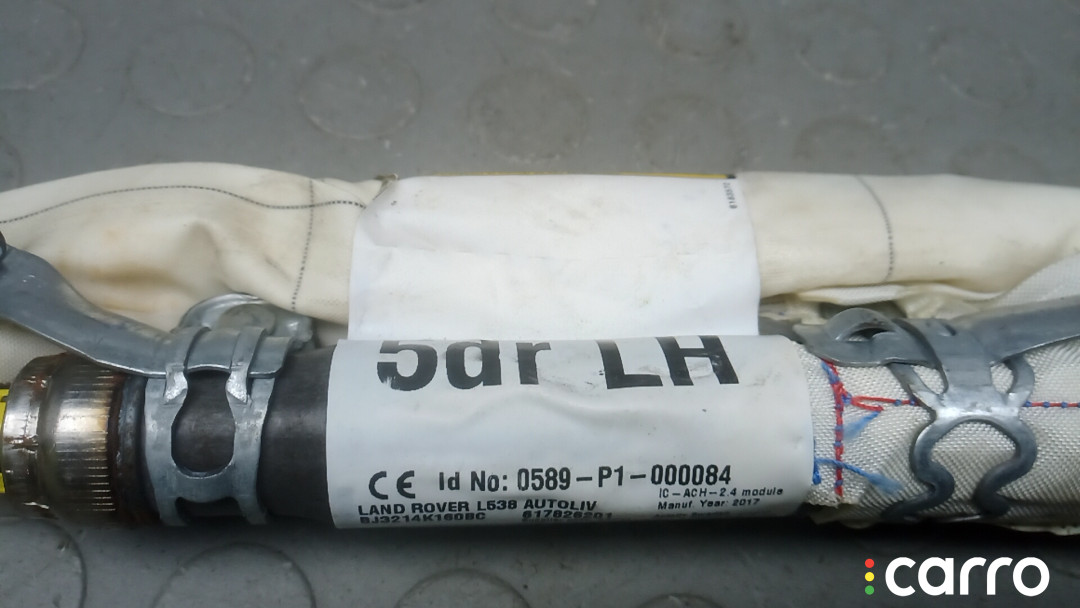 5dr LH
CE Id No: 0589-P1-000084
IC-ACH-2.4 module
LAND ROVER L538 AUTOLIV
Manuf. Year: 2017
BJ3214K160BC 617826201
carro